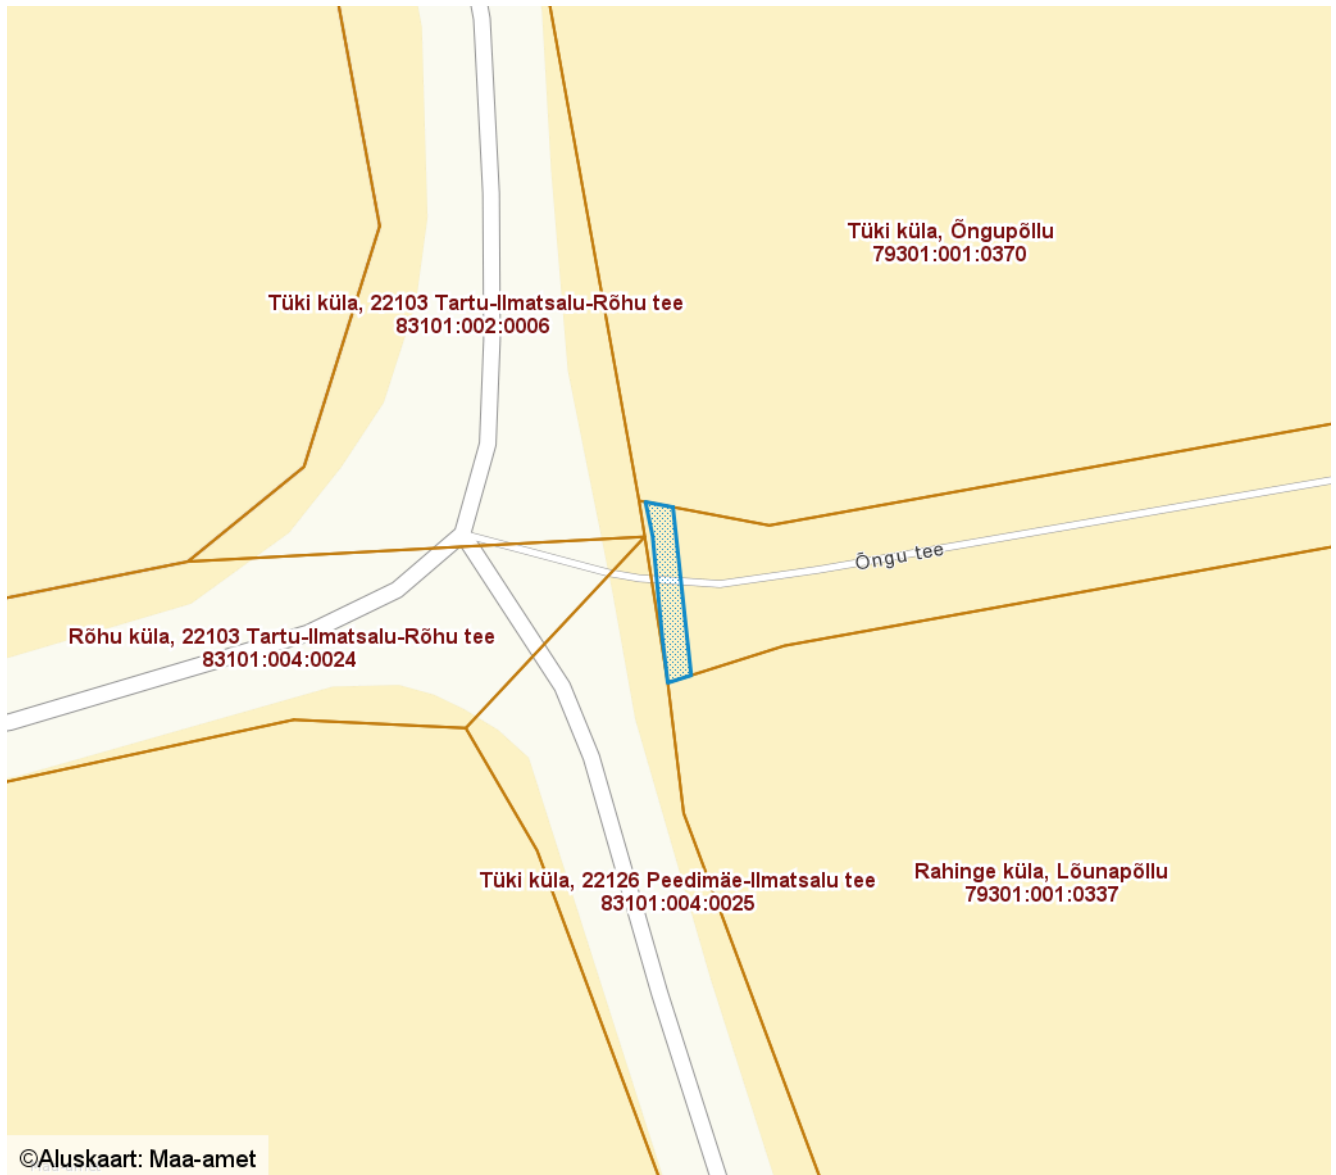 Tüki küla, Õngupõllu
79301:001:0370
Tüki küla, 22103 Tartu-Ilmatsalu-Rõhu tee
83101:002:0006
Õngu tee
Rõhu küla, 22103 Tartu-Ilmatsalu-Rõhu tee
83101:004:0024
Tüki küla, 22126 Peedimäe-Ilmatsalu tee
83101:004:0025
Rahinge küla, Lõunapõllu
79301:001:0337
©Aluskaart: Maa-amet